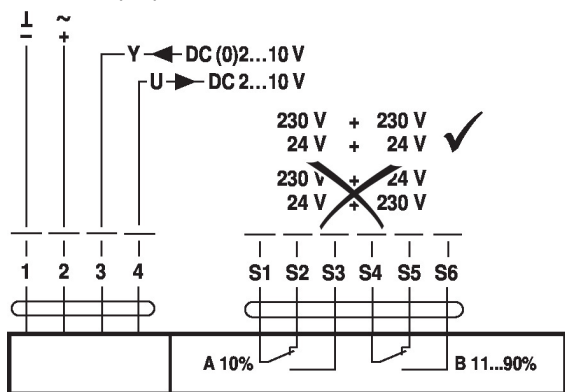 ⊥ ~
− +
Y DC (0)2...10 V
U DC 2...10 V
230 V + 230 V
24 V + 24 V
230 V + 24 V
24 V + 230 V
1 2 3 4 S1 S2 S3 S4 S5 S6
A 10% B 11...90%